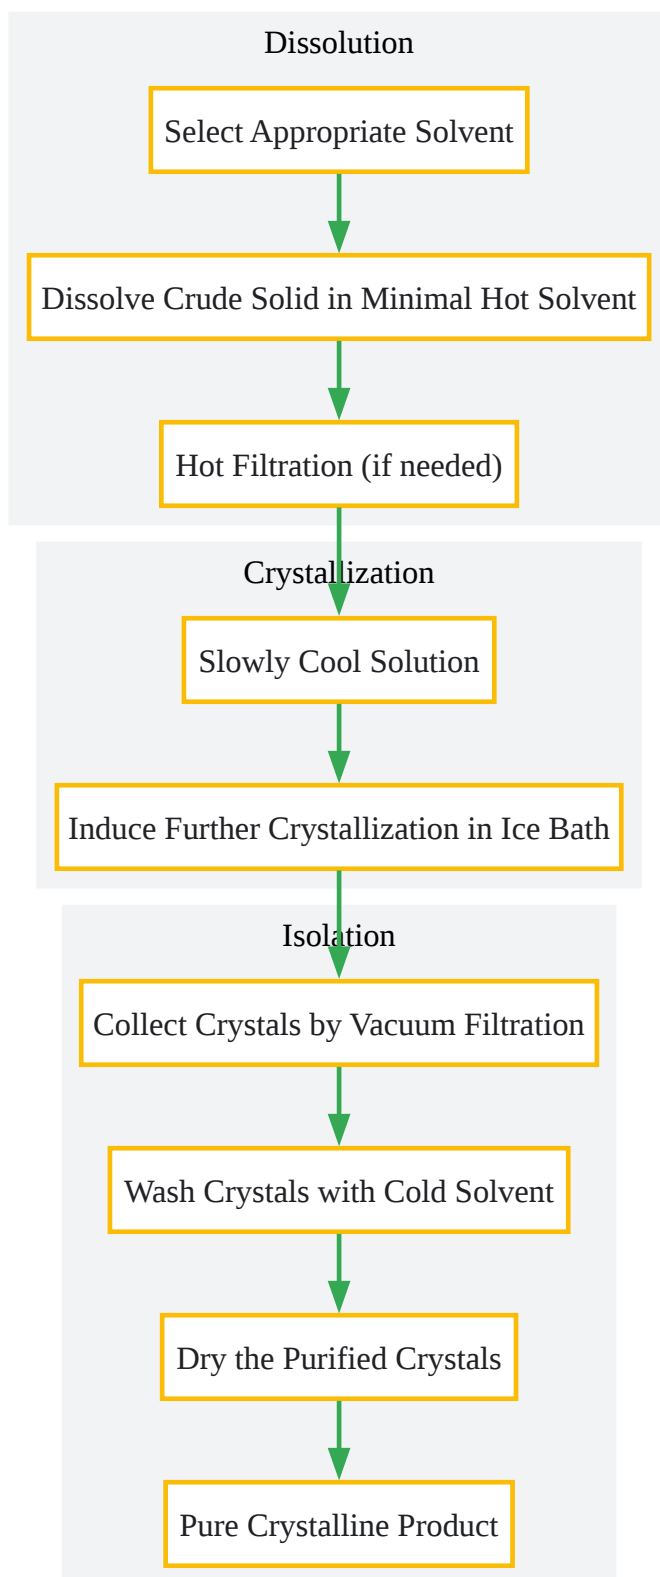 Dissolution
Select Appropriate Solvent
Dissolve Crude Solid in Minimal Hot Solvent
Hot Filtration (if needed)
Crystallization
Slowly Cool Solution
Induce Further Crystallization in Ice Bath
Isolation
Collect Crystals by Vacuum Filtration
Wash Crystals with Cold Solvent
Dry the Purified Crystals
Pure Crystalline Product